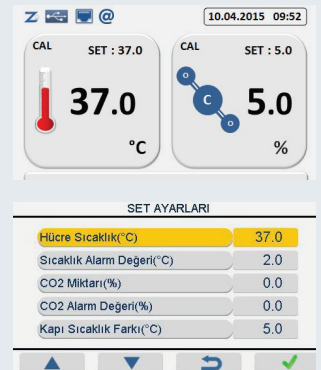 Z @ 10.04.2015 09:52
CAL SET : 37.0
37.0
°C
CAL SET : 5.0
O C O
5.0
%
SET AYARLARI
Hücre Sıcaklık(°C) 37.0
Sıcaklık Alarm Değeri(°C) 2.0
CO2 Miktarı(%) 0.0
CO2 Alarm Değeri(%) 0.0
Kapı Sıcaklık Farkı(°C) 5.0